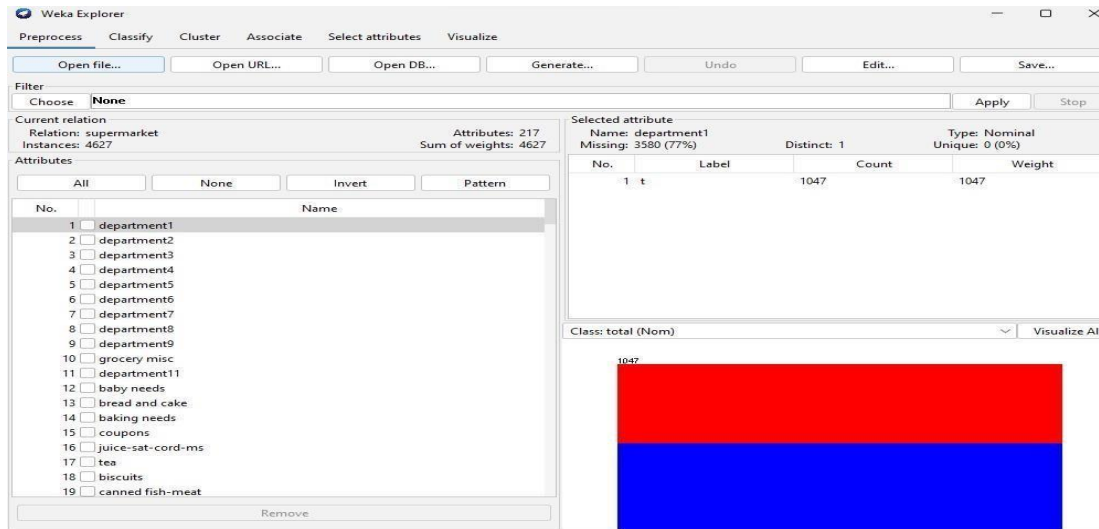 Weka Explorer
Preprocess Classify Cluster Associate Select attributes Visualize
Open file... Open URL... Open DB... Generate... Undo Edit... Save...
Filter
Choose None Apply Stop
Current relation
Relation: supermarket Attributes: 217
Instances: 4627 Sum of weights: 4627
Attributes
All None Invert Pattern
No. Name
1 department1
2 department2
3 department3
4 department4
5 department5
6 department6
7 department7
8 department8
9 department9
10 grocery misc
11 department11
12 baby needs
13 bread and cake
14 baking needs
15 coupons
16 juice-sat-cord-ms
17 tea
18 biscuits
19 canned fish-meat
Remove
Selected attribute
Name: department1 Type: Nominal
Missing: 3580 (77%) Distinct: 1 Unique: 0 (0%)
No. Label Count Weight
1 t 1047 1047
Class: total (Nom) Visualize Al
1047